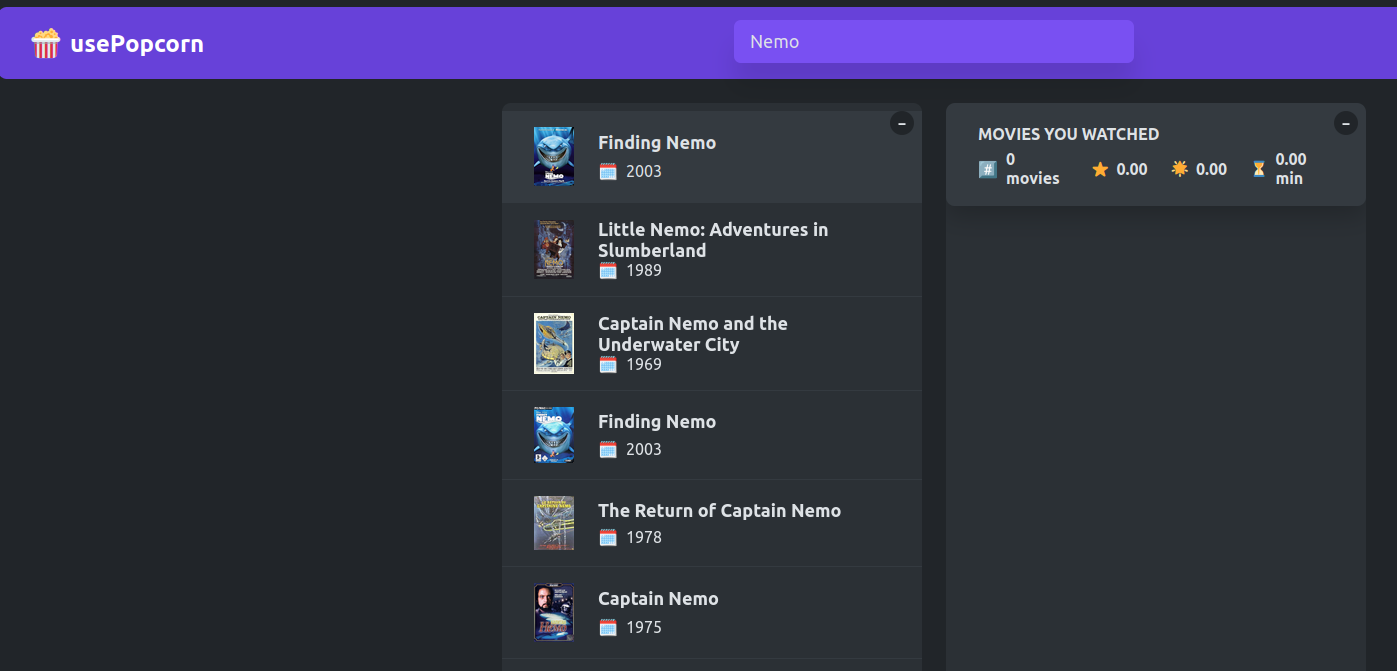 usePopcorn
Nemo
Finding Nemo
2003
Little Nemo: Adventures in
Slumberland
1989
Captain Nemo and the
Underwater City
1969
Finding Nemo
2003
The Return of Captain Nemo
1978
Captain Nemo
1975
MOVIES YOU WATCHED
#
0
movies
0.00
0.00
0.00
min